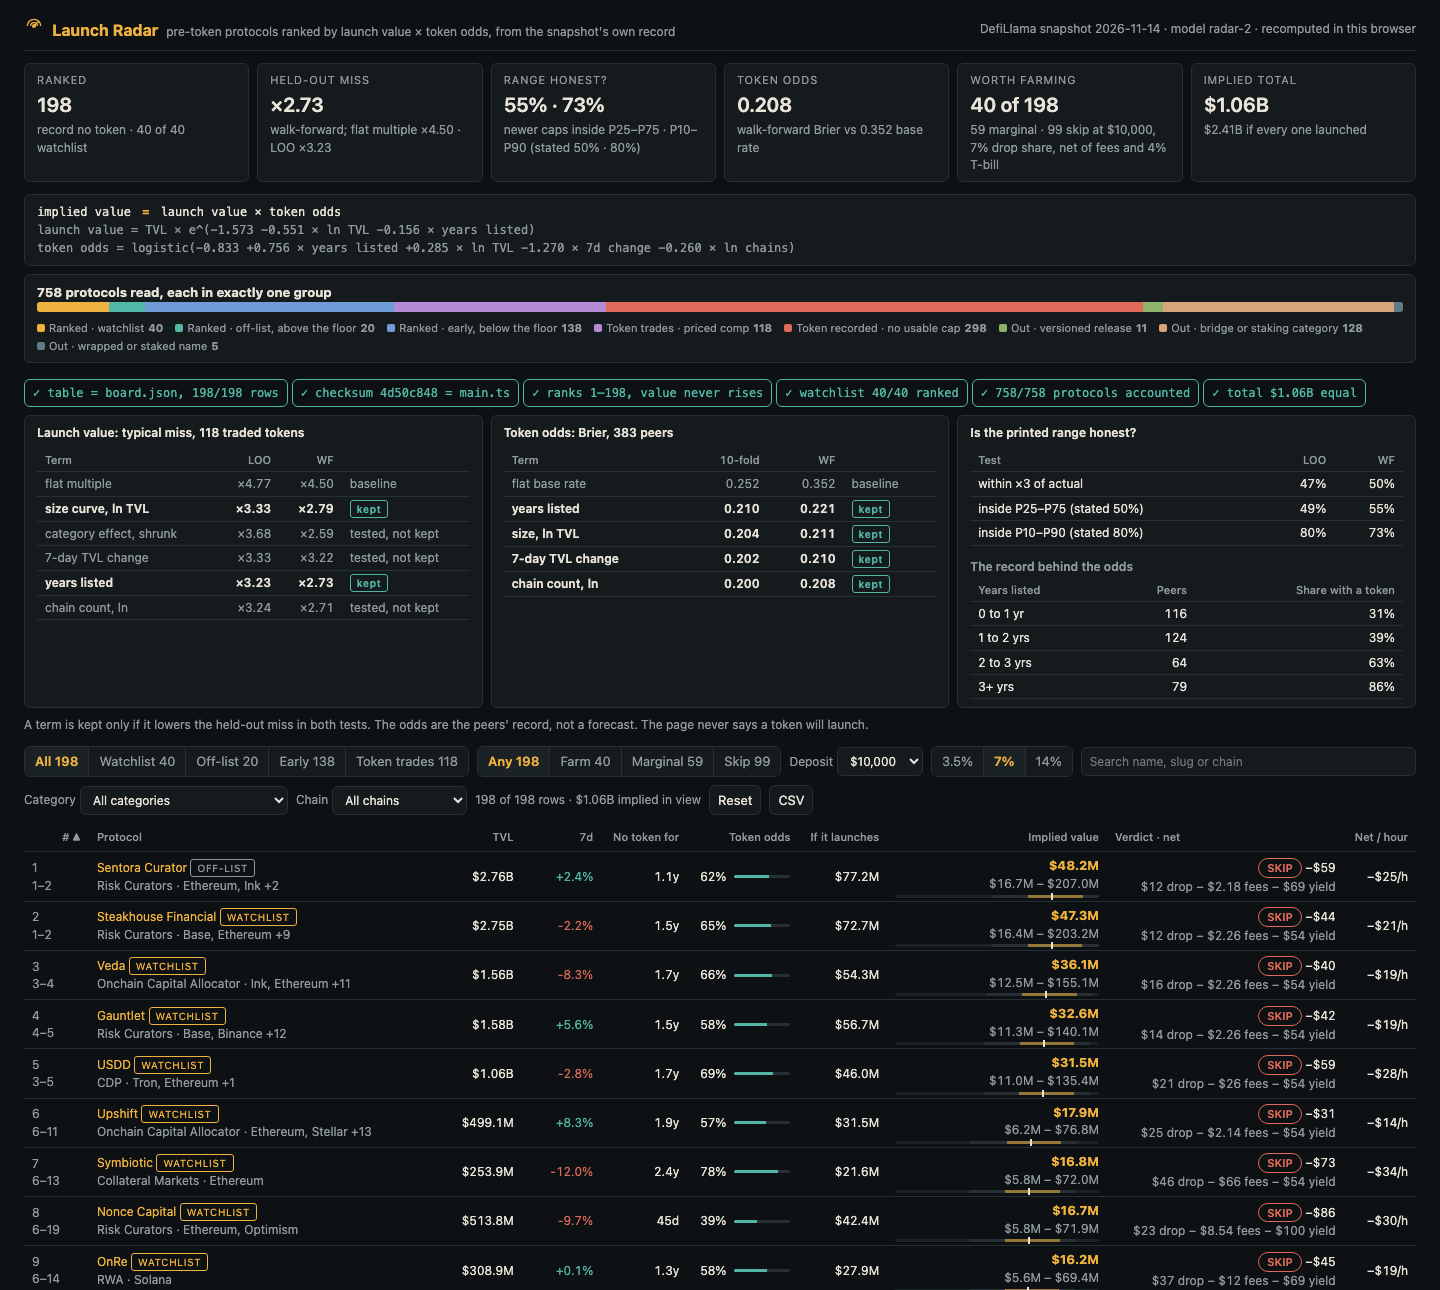 Launch Radar pre-token protocols ranked by launch value × token odds, from the snapshot's own record
DefiLlama snapshot 2026-11-14 · model radar-2 · recomputed in this browser
RANKED
198
record no token · 40 of 40
watchlist
HELD-OUT MISS
×2.73
walk-forward; flat multiple ×4.50 ·
LOO ×3.23
RANGE HONEST?
55% · 73%
newer caps inside P25–P75 · P10–
P90 (stated 50% · 80%)
TOKEN ODDS
0.208
walk-forward Brier vs 0.352 base
rate
WORTH FARMING
40 of 198
59 marginal · 99 skip at $10,000,
7% drop share, net of fees and 4%
T-bill
IMPLIED TOTAL
$1.06B
$2.41B if every one launched
implied value = launch value × token odds
launch value = TVL × e^(−1.573 −0.551 × ln TVL −0.156 × years listed)
token odds = logistic(−0.833 +0.756 × years listed +0.285 × ln TVL −1.270 × 7d change −0.260 × ln chains)
758 protocols read, each in exactly one group
Ranked · watchlist 40 Ranked · off-list, above the floor 20 Ranked · early, below the floor 138 Token trades · priced comp 118 Token recorded · no usable cap 298 Out · versioned release 11 Out · bridge or staking category 128
Out · wrapped or staked name 5
✓ table = board.json, 198/198 rows ✓ checksum 4d50c848 = main.ts ✓ ranks 1–198, value never rises ✓ watchlist 40/40 ranked ✓ 758/758 protocols accounted ✓ total $1.06B equal
Launch value: typical miss, 118 traded tokens
Term LOO WF
flat multiple ×4.77 ×4.50 baseline
size curve, ln TVL ×3.33 ×2.79 kept
category effect, shrunk ×3.68 ×2.59 tested, not kept
7-day TVL change ×3.33 ×3.22 tested, not kept
years listed ×3.23 ×2.73 kept
chain count, ln ×3.24 ×2.71 tested, not kept
Token odds: Brier, 383 peers
Term 10-fold WF
flat base rate 0.252 0.352 baseline
years listed 0.210 0.221 kept
size, ln TVL 0.204 0.211 kept
7-day TVL change 0.202 0.210 kept
chain count, ln 0.200 0.208 kept
Is the printed range honest?
Test LOO WF
within ×3 of actual 47% 50%
inside P25–P75 (stated 50%) 49% 55%
inside P10–P90 (stated 80%) 80% 73%
The record behind the odds
Years listed Peers Share with a token
0 to 1 yr 116 31%
1 to 2 yrs 124 39%
2 to 3 yrs 64 63%
3+ yrs 79 86%
A term is kept only if it lowers the held-out miss in both tests. The odds are the peers' record, not a forecast. The page never says a token will launch.
All 198 Watchlist 40 Off-list 20 Early 138 Token trades 118 Any 198 Farm 40 Marginal 59 Skip 99 Deposit $10,000 3.5% 7% 14% Search name, slug or chain
Category All categories Chain All chains 198 of 198 rows · $1.06B implied in view Reset CSV
# ▲ Protocol TVL 7d No token for Token odds If it launches Implied value Verdict · net Net / hour
1 Sentora Curator OFF-LIST $2.76B +2.4% 1.1y 62% $77.2M $48.2M SKIP −$59 −$25/h
1–2 Risk Curators · Ethereum, Ink +2 $16.7M – $207.0M $12 drop − $2.18 fees − $69 yield
2 Steakhouse Financial WATCHLIST $2.75B -2.2% 1.5y 65% $72.7M $47.3M SKIP −$44 −$21/h
1–2 Risk Curators · Base, Ethereum +9 $16.4M – $203.2M $12 drop − $2.26 fees − $54 yield
3 Veda WATCHLIST $1.56B -8.3% 1.7y 66% $54.3M $36.1M SKIP −$40 −$19/h
3–4 Onchain Capital Allocator · Ink, Ethereum +11 $12.5M – $155.1M $16 drop − $2.26 fees − $54 yield
4 Gauntlet WATCHLIST $1.58B +5.6% 1.5y 58% $56.7M $32.6M SKIP −$42 −$19/h
4–5 Risk Curators · Base, Binance +12 $11.3M – $140.1M $14 drop − $2.26 fees − $54 yield
5 USDD WATCHLIST $1.06B -2.8% 1.7y 69% $46.0M $31.5M SKIP −$59 −$28/h
3–5 CDP · Tron, Ethereum +1 $11.0M – $135.4M $21 drop − $26 fees − $54 yield
6 Upshift WATCHLIST $499.1M +8.3% 1.9y 57% $31.5M $17.9M SKIP −$31 −$14/h
6–11 Onchain Capital Allocator · Ethereum, Stellar +13 $6.2M – $76.8M $25 drop − $2.14 fees − $54 yield
7 Symbiotic WATCHLIST $253.9M -12.0% 2.4y 78% $21.6M $16.8M SKIP −$73 −$34/h
6–13 Collateral Markets · Ethereum $5.8M – $72.0M $46 drop − $66 fees − $54 yield
8 Nonce Capital WATCHLIST $513.8M -9.7% 45d 39% $42.4M $16.7M SKIP −$86 −$30/h
6–19 Risk Curators · Ethereum, Optimism $5.8M – $71.9M $23 drop − $8.54 fees − $100 yield
9 OnRe WATCHLIST $308.9M +0.1% 1.3y 58% $27.9M $16.2M SKIP −$45 −$19/h
6–14 RWA · Solana $5.6M – $69.4M $37 drop − $12 fees − $69 yield